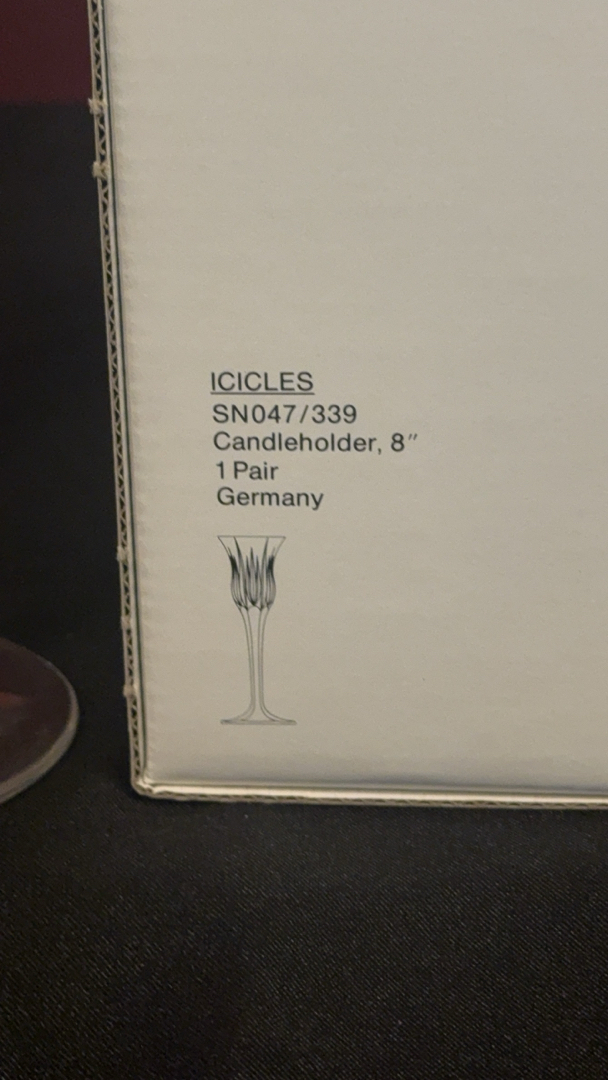 ICICLES
SN047/339
Candleholder, 8″
1 Pair
Germany